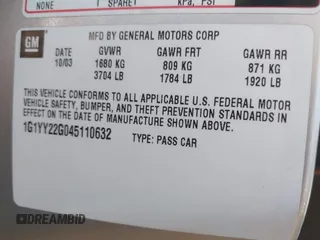 NONE 1 SPARE kPa, PSI
GM MFD BY GENERAL MOTORS CORP
DATE GVWR GAWR FRT GAWR RR
10/03 1680 KG 809 KG 871 KG
3704 LB 1784 LB 1920 LB
THIS VEHICLE CONFORMS TO ALL APPLICABLE U.S. FEDERAL MOTOR
VEHICLE SAFETY, BUMPER, AND THEFT PREVENTION STANDARDS IN
EFFECT ON THE DATE OF MANUFACTURE SHOWN ABOVE.
1G1YY22G045110632 TYPE: PASS CAR
DREAMBID